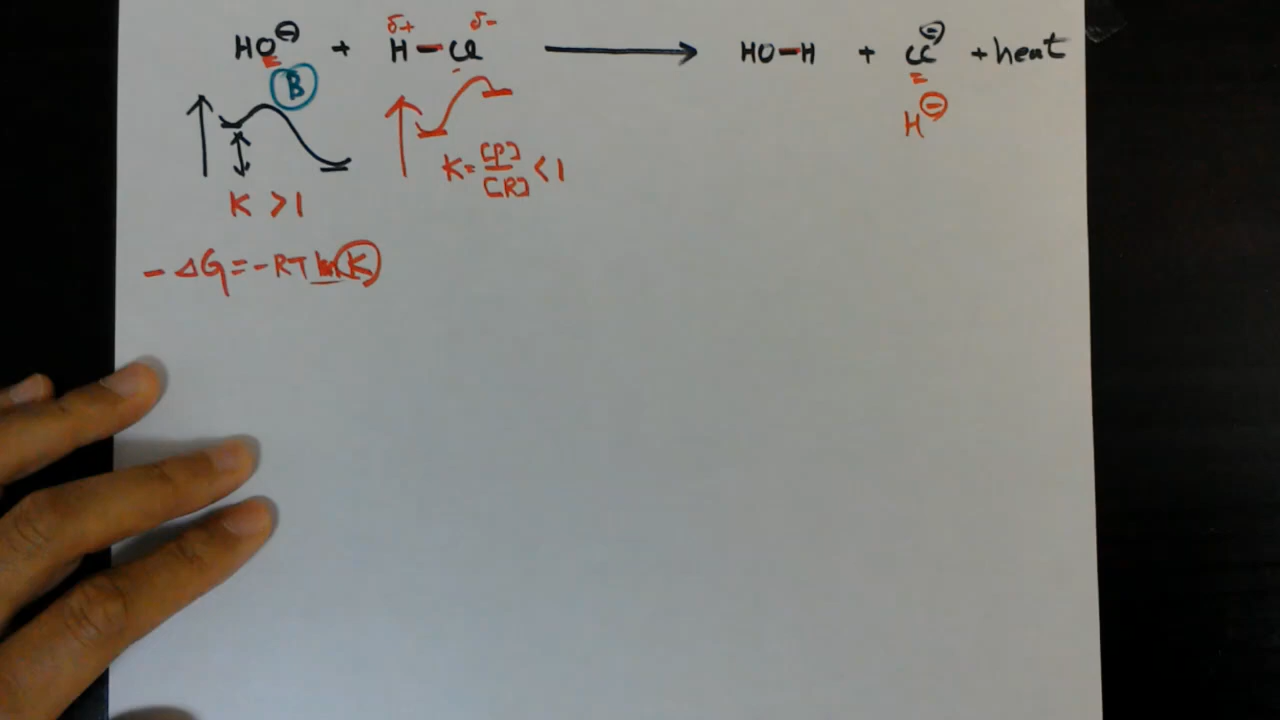 δ+ δ-
HO⊖ + H-Cl → HO-H + Cl⊖ + heat
B
H⊖
K = [P]/[R] < 1
K > 1
- ΔG = -RT ln K